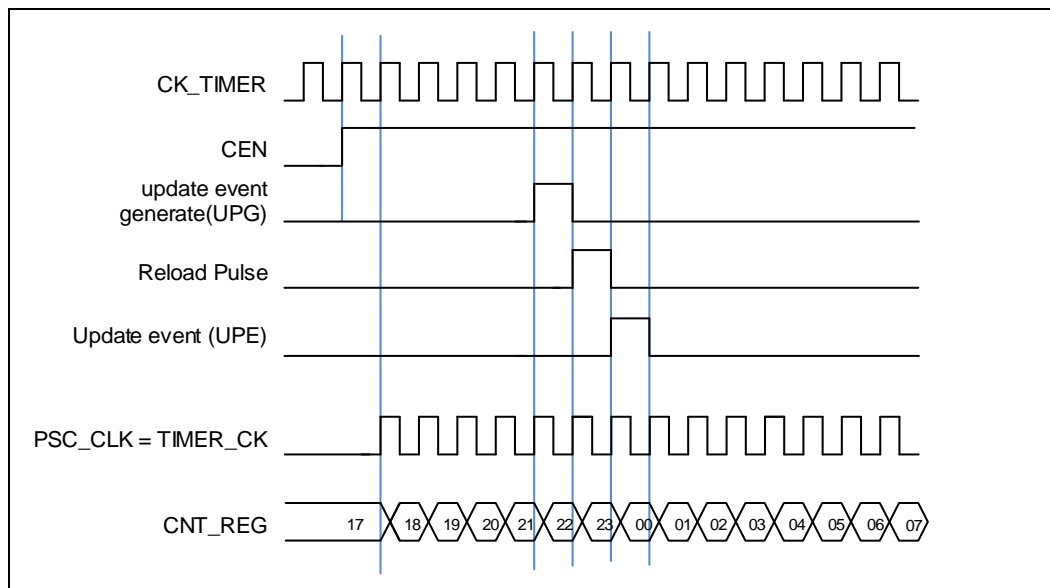 CK_TIMER
CEN
update event
generate(UPG)
Reload Pulse
Update event (UPE)
PSC_CLK = TIMER_CK
CNT_REG 17 18 19 20 21 22 23 00 01 02 03 04 05 06 07